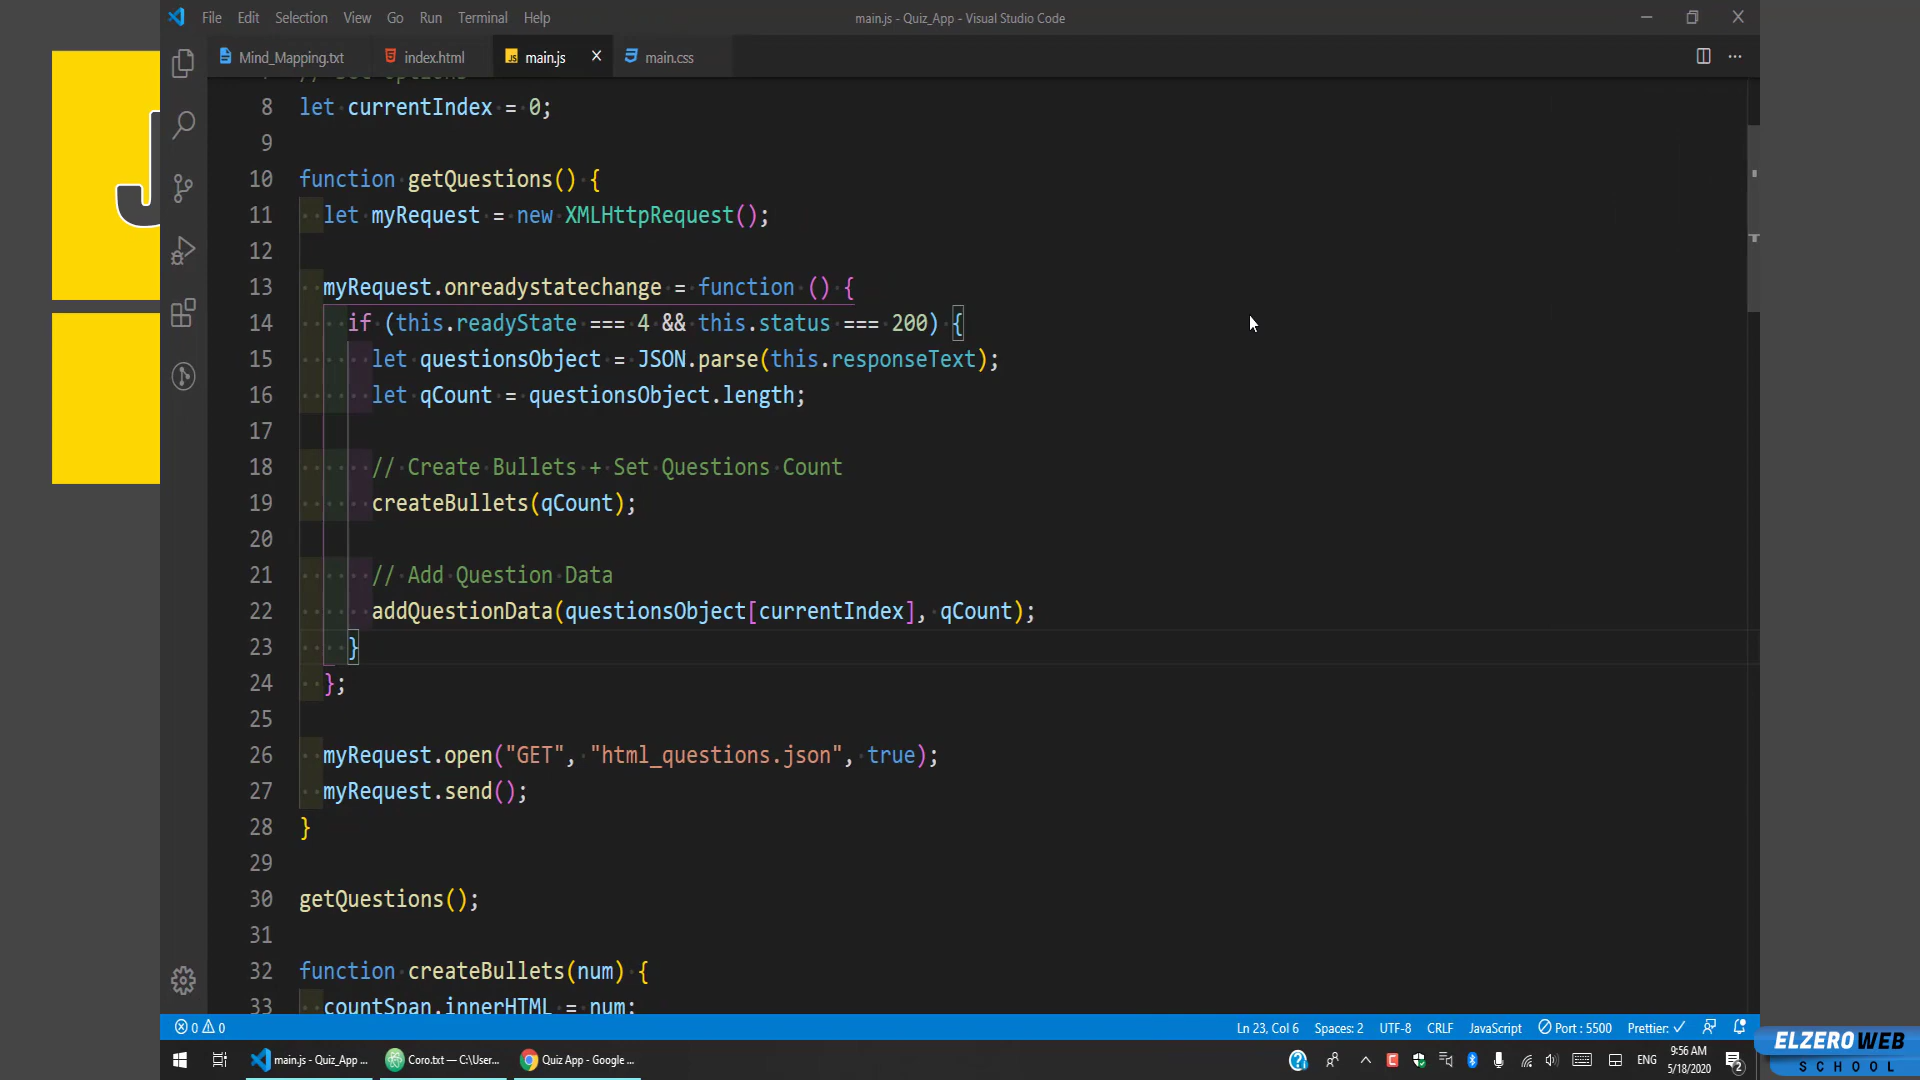 File Edit Selection View Go Run Terminal Help
main.js - Quiz_App - Visual Studio Code
Mind_Mapping.txt index.html main.js main.css
8 let currentIndex = 0;
9
10 function getQuestions() {
11 let myRequest = new XMLHttpRequest();
12
13 myRequest.onreadystatechange = function () {
14 if (this.readyState === 4 && this.status === 200) {
15 let questionsObject = JSON.parse(this.responseText);
16 let qCount = questionsObject.length;
17
18 // Create Bullets + Set Questions Count
19 createBullets(qCount);
20
21 // Add Question Data
22 addQuestionData(questionsObject[currentIndex], qCount);
23 }
24 };
25
26 myRequest.open("GET", "html_questions.json", true);
27 myRequest.send();
28 }
29
30 getQuestions();
31
32 function createBullets(num) {
33 countSpan.innerHTML = num;
0 0 Ln 23, Col 6 Spaces: 2 UTF-8 CRLF JavaScript Port : 5500 Prettier: ✓
main.js - Quiz_App ... Coro.txt — C:\User... Quiz App - Google ... ENG 9:56 AM
5/18/2020 2
ELZEROWEB
SCHOOL